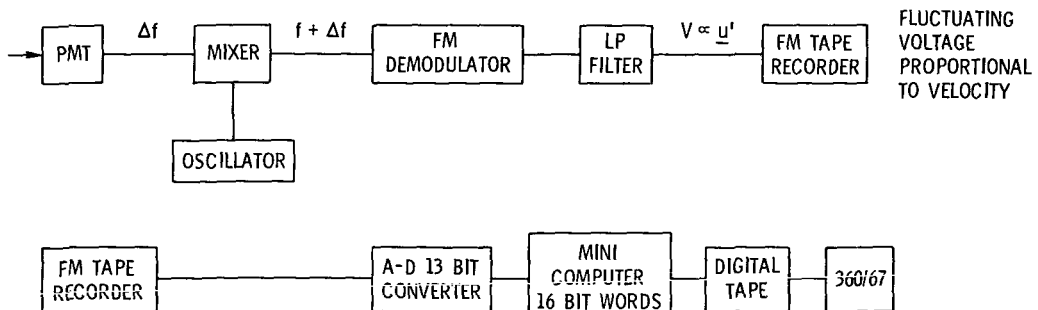 PMT
Δf
MIXER
f + Δf
FM
DEMODULATOR
LP
FILTER
V ∝ u'
FM TAPE
RECORDER
FLUCTUATING
VOLTAGE
PROPORTIONAL
TO VELOCITY
OSCILLATOR
FM TAPE
RECORDER
A-D 13 BIT
CONVERTER
MINI
COMPUTER
16 BIT WORDS
DIGITAL
TAPE
360/67